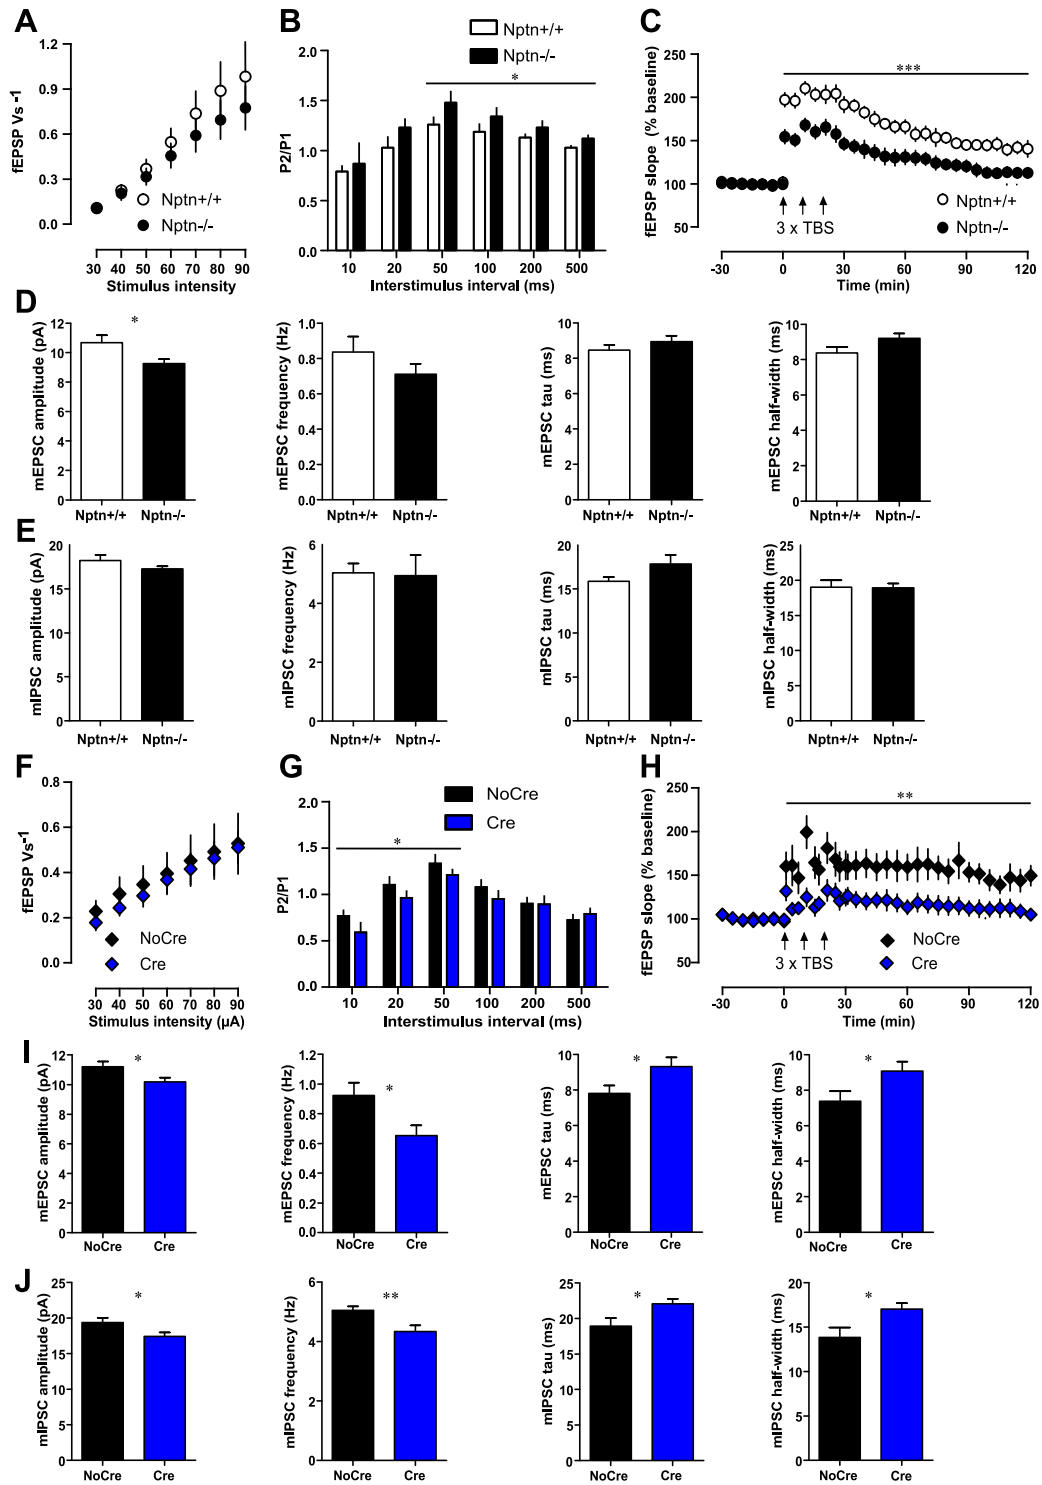 A
fEPSP Vs-1
1.2
0.9
0.6
0.3
0.0
Nptn+/+
Nptn-/-
30 40 50 60 70 80 90
Stimulus intensity
B
Nptn+/+
Nptn-/-
P2/P1
2.0
1.5
1.0
0.5
0.0
*
10 20 50 100 200 500
Interstimulus interval (ms)
C
fEPSP slope (% baseline)
250
200
150
100
50
***
3 x TBS
Nptn+/+
Nptn-/-
-30 0 30 60 90 120
Time (min)
D
mEPSC amplitude (pA)
12
10
8
6
4
2
0
*
Nptn+/+ Nptn-/-
mEPSC frequency (Hz)
1.0
0.8
0.6
0.4
0.2
0.0
Nptn+/+ Nptn-/-
mEPSC tau (ms)
10
8
6
4
2
0
Nptn+/+ Nptn-/-
mEPSC half-width (ms)
10
8
6
4
2
0
Nptn+/+ Nptn-/-
E
mIPSC amplitude (pA)
20
15
10
5
0
Nptn+/+ Nptn-/-
mIPSC frequency (Hz)
6
4
2
0
Nptn+/+ Nptn-/-
mIPSC tau (ms)
20
15
10
5
0
Nptn+/+ Nptn-/-
mIPSC half-width (ms)
25
20
15
10
5
0
Nptn+/+ Nptn-/-
F
fEPSP Vs-1
0.8
0.6
0.4
0.2
0.0
NoCre
Cre
30 40 50 60 70 80 90
Stimulus intensity (µA)
G
NoCre
Cre
P2/P1
2.0
1.5
1.0
0.5
0.0
*
10 20 50 100 200 500
Interstimulus interval (ms)
H
fEPSP slope (% baseline)
250
200
150
100
50
**
3 x TBS
NoCre
Cre
-30 0 30 60 90 120
Time (min)
I
mEPSC amplitude (pA)
12
10
8
6
4
2
0
*
NoCre Cre
mEPSC frequency (Hz)
1.2
1.0
0.8
0.6
0.4
0.2
0.0
*
NoCre Cre
mEPSC tau (ms)
10
8
6
4
2
0
*
NoCre Cre
mEPSC half-width (ms)
10
8
6
4
2
0
*
NoCre Cre
J
mIPSC amplitude (pA)
25
20
15
10
5
0
*
NoCre Cre
mIPSC frequency (Hz)
6
4
2
0
**
NoCre Cre
mIPSC tau (ms)
25
20
15
10
5
0
*
NoCre Cre
mIPSC half-width (ms)
20
15
10
5
0
*
NoCre Cre